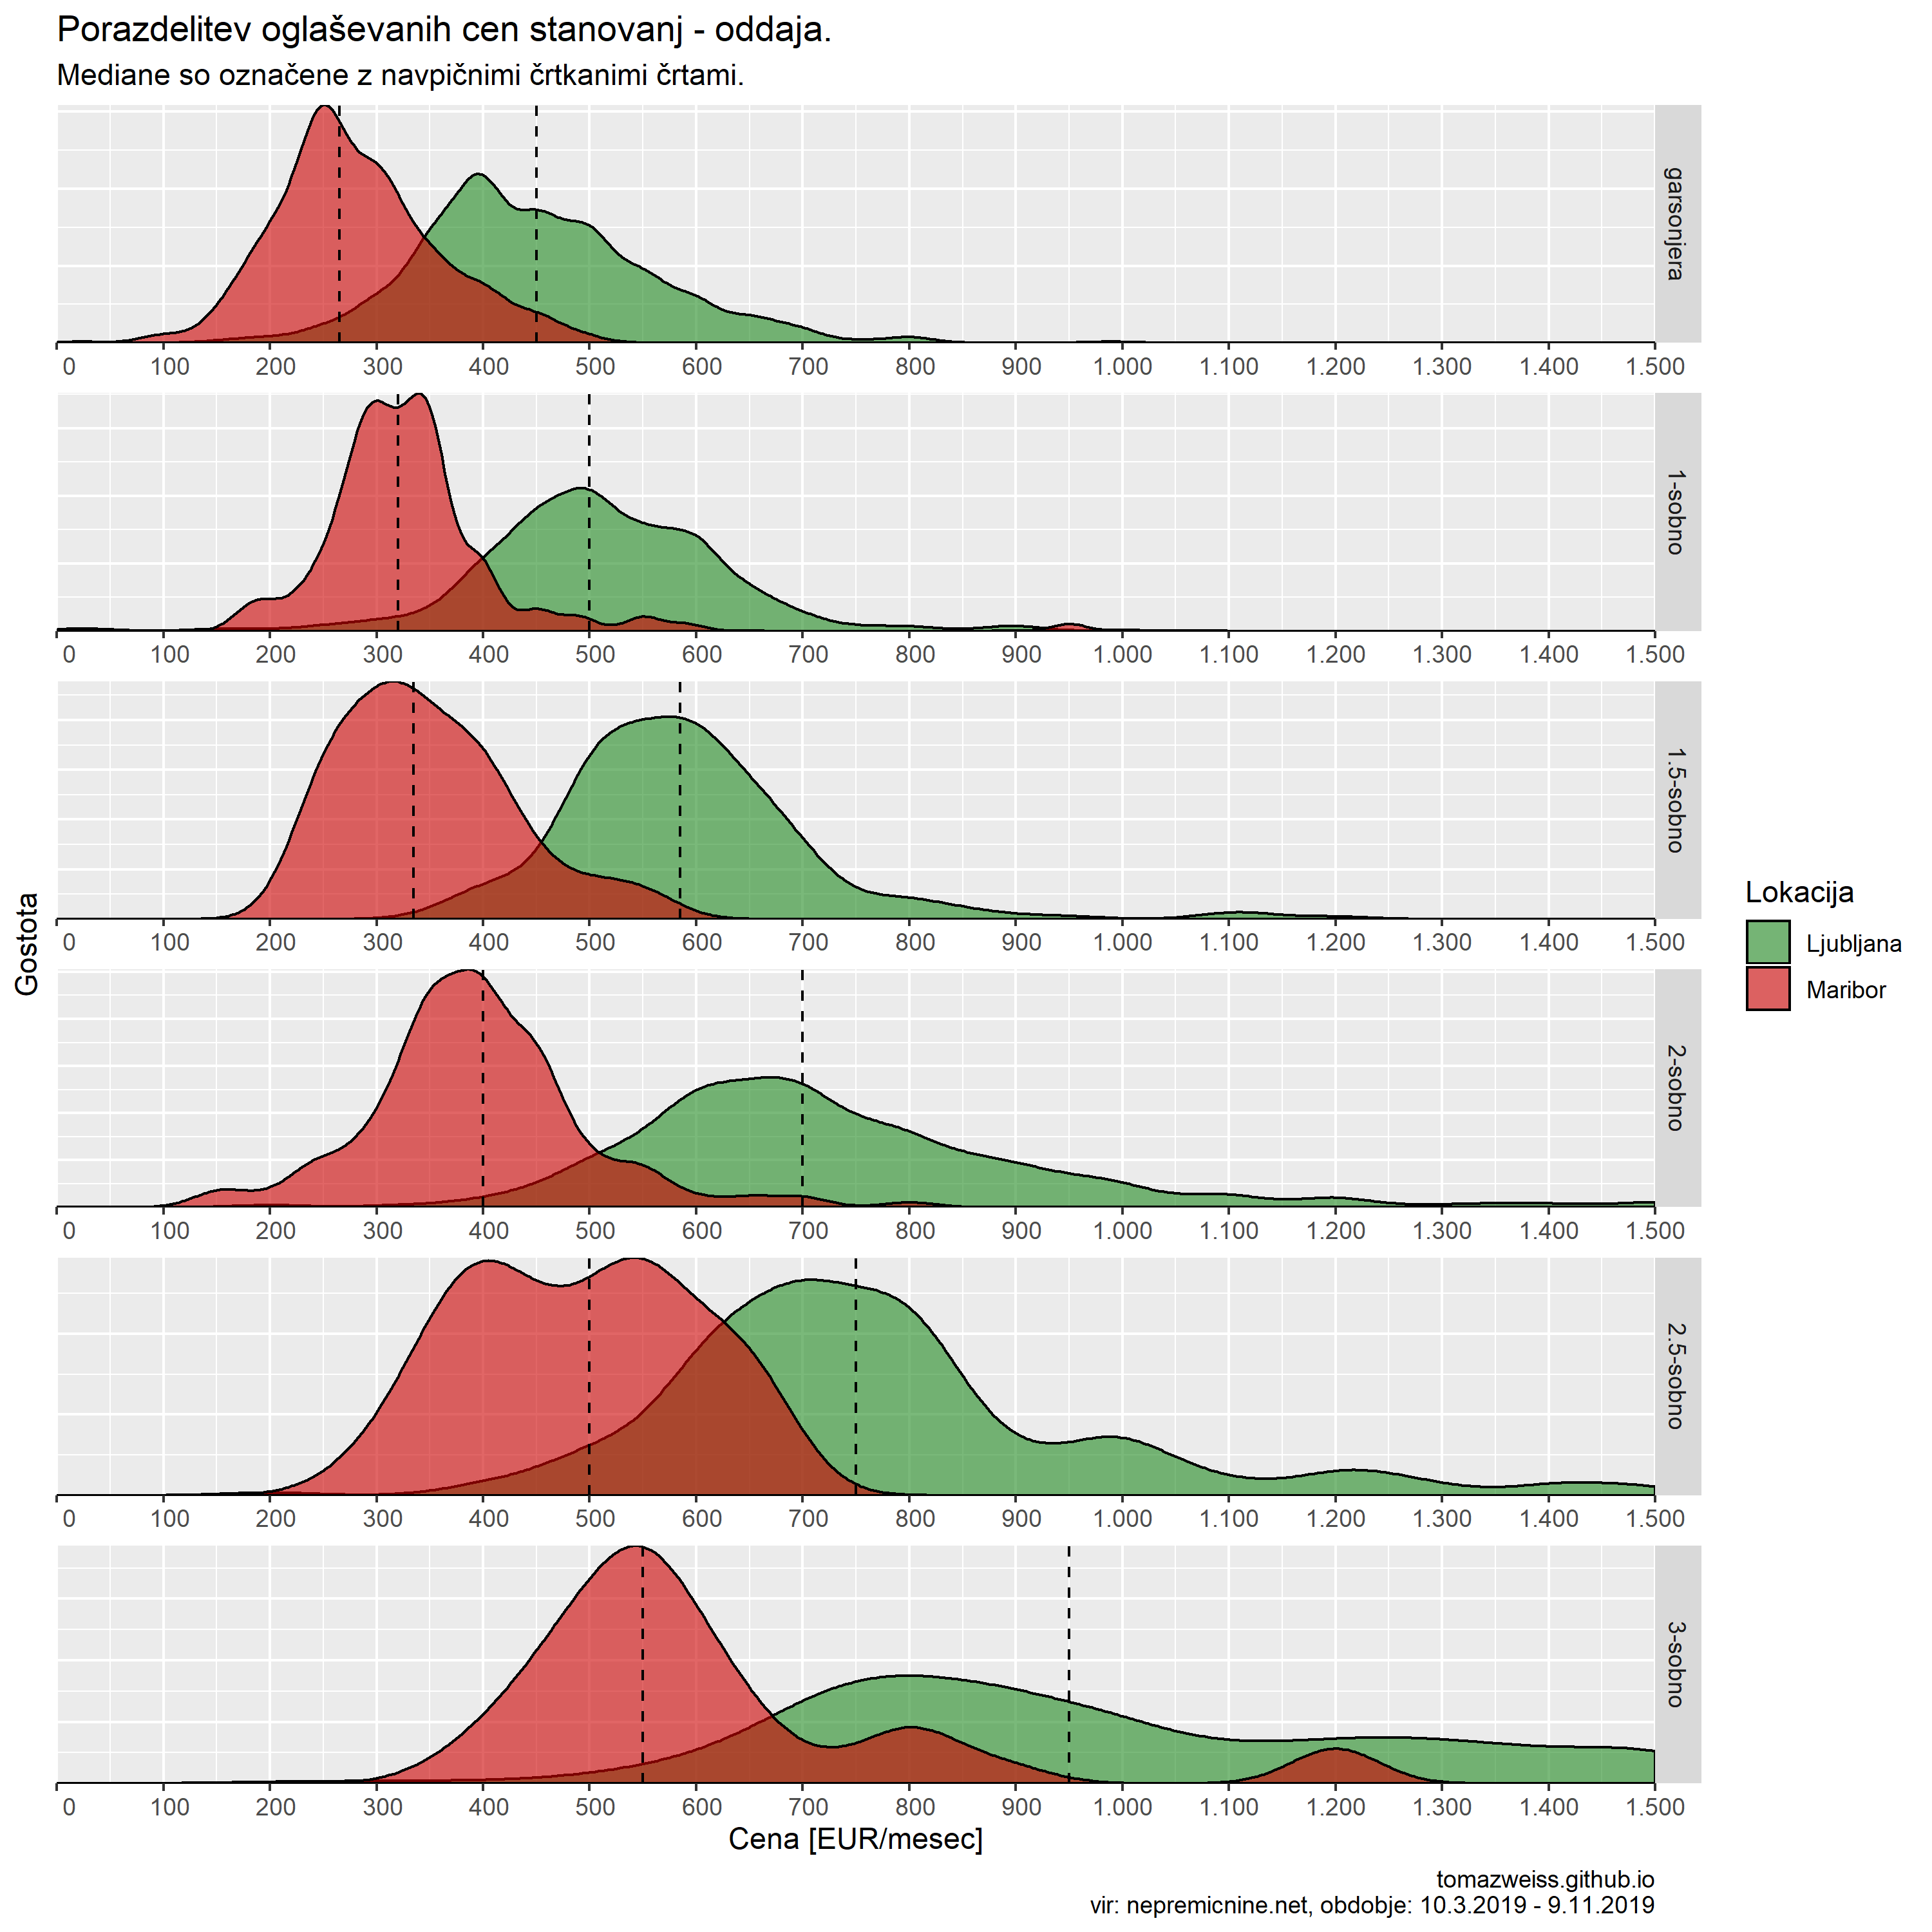 Porazdelitev oglaševanih cen stanovanj - oddaja.
Mediane so označene z navpičnimi črtkanimi črtami.
garsonjera
0 100 200 300 400 500 600 700 800 900 1.000 1.100 1.200 1.300 1.400 1.500
1-sobno
0 100 200 300 400 500 600 700 800 900 1.000 1.100 1.200 1.300 1.400 1.500
1.5-sobno
0 100 200 300 400 500 600 700 800 900 1.000 1.100 1.200 1.300 1.400 1.500
2-sobno
0 100 200 300 400 500 600 700 800 900 1.000 1.100 1.200 1.300 1.400 1.500
2.5-sobno
0 100 200 300 400 500 600 700 800 900 1.000 1.100 1.200 1.300 1.400 1.500
3-sobno
0 100 200 300 400 500 600 700 800 900 1.000 1.100 1.200 1.300 1.400 1.500
Gostota
Cena [EUR/mesec]
Lokacija
Ljubljana
Maribor
tomazweiss.github.io
vir: nepremicnine.net, obdobje: 10.3.2019 - 9.11.2019